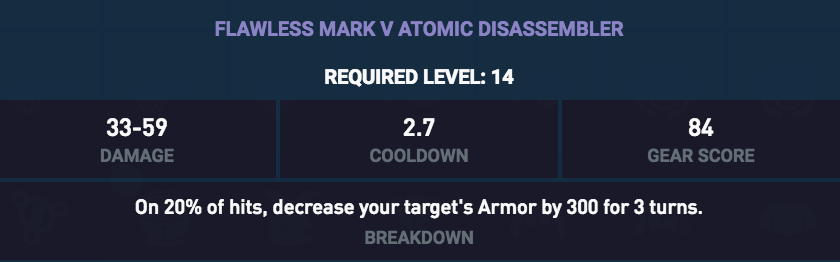 FLAWLESS MARK V ATOMIC DISASSEMBLER
REQUIRED LEVEL: 14
33-59
DAMAGE
2.7
COOLDOWN
84
GEAR SCORE
On 20% of hits, decrease your target's Armor by 300 for 3 turns.
BREAKDOWN